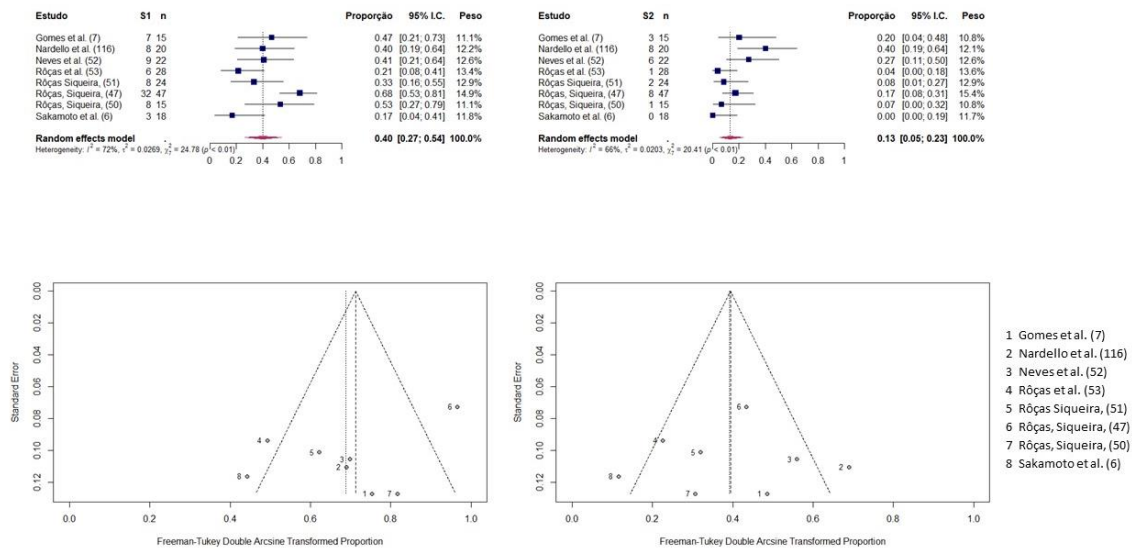 Estudo S1 n Proporção 95% I.C. Peso
Gomes et al. (7) 7 15 0.47 [0.21; 0.73] 11.1%
Nardello et al. (116) 8 20 0.40 [0.19; 0.64] 12.2%
Neves et al. (52) 9 22 0.41 [0.21; 0.64] 12.6%
Rôças et al. (53) 6 28 0.21 [0.08; 0.41] 13.4%
Rôças Siqueira, (51) 8 24 0.33 [0.16; 0.55] 12.9%
Rôças, Siqueira, (47) 32 47 0.68 [0.53; 0.81] 14.9%
Rôças, Siqueira, (50) 8 15 0.53 [0.27; 0.79] 11.1%
Sakamoto et al. (6) 3 18 0.17 [0.04; 0.41] 11.8%
Random effects model 0.40 [0.27; 0.54] 100.0%
Heterogeneity: I² = 72%, τ² = 0.0269, χ²₇ = 24.78 (p < 0.01)
0 0.2 0.4 0.6 0.8 1
Estudo S2 n Proporção 95% I.C. Peso
Gomes et al. (7) 3 15 0.20 [0.04; 0.48] 10.8%
Nardello et al. (116) 8 20 0.40 [0.19; 0.64] 12.1%
Neves et al. (52) 6 22 0.27 [0.11; 0.50] 12.6%
Rôças et al. (53) 1 28 0.04 [0.00; 0.18] 13.6%
Rôças Siqueira, (51) 2 24 0.08 [0.01; 0.27] 12.9%
Rôças, Siqueira, (47) 8 47 0.17 [0.08; 0.31] 15.4%
Rôças, Siqueira, (50) 1 15 0.07 [0.00; 0.32] 10.8%
Sakamoto et al. (6) 0 18 0.00 [0.00; 0.19] 11.7%
Random effects model 0.13 [0.05; 0.23] 100.0%
Heterogeneity: I² = 66%, τ² = 0.0203, χ²₇ = 20.41 (p < 0.01)
0 0.2 0.4 0.6 0.8 1
Standard Error
0.00
0.02
0.04
0.06
0.08
0.10
0.12
6
4
5
3
2
8
1 7
0.0 0.2 0.4 0.6 0.8 1.0
Freeman-Tukey Double Arcsine Transformed Proportion
Standard Error
0.00
0.02
0.04
0.06
0.08
0.10
0.12
6
4
5
3
2
8
7 1
0.0 0.2 0.4 0.6 0.8 1.0
Freeman-Tukey Double Arcsine Transformed Proportion
1 Gomes et al. (7)
2 Nardello et al. (116)
3 Neves et al. (52)
4 Rôças et al. (53)
5 Rôças Siqueira, (51)
6 Rôças, Siqueira, (47)
7 Rôças, Siqueira, (50)
8 Sakamoto et al. (6)